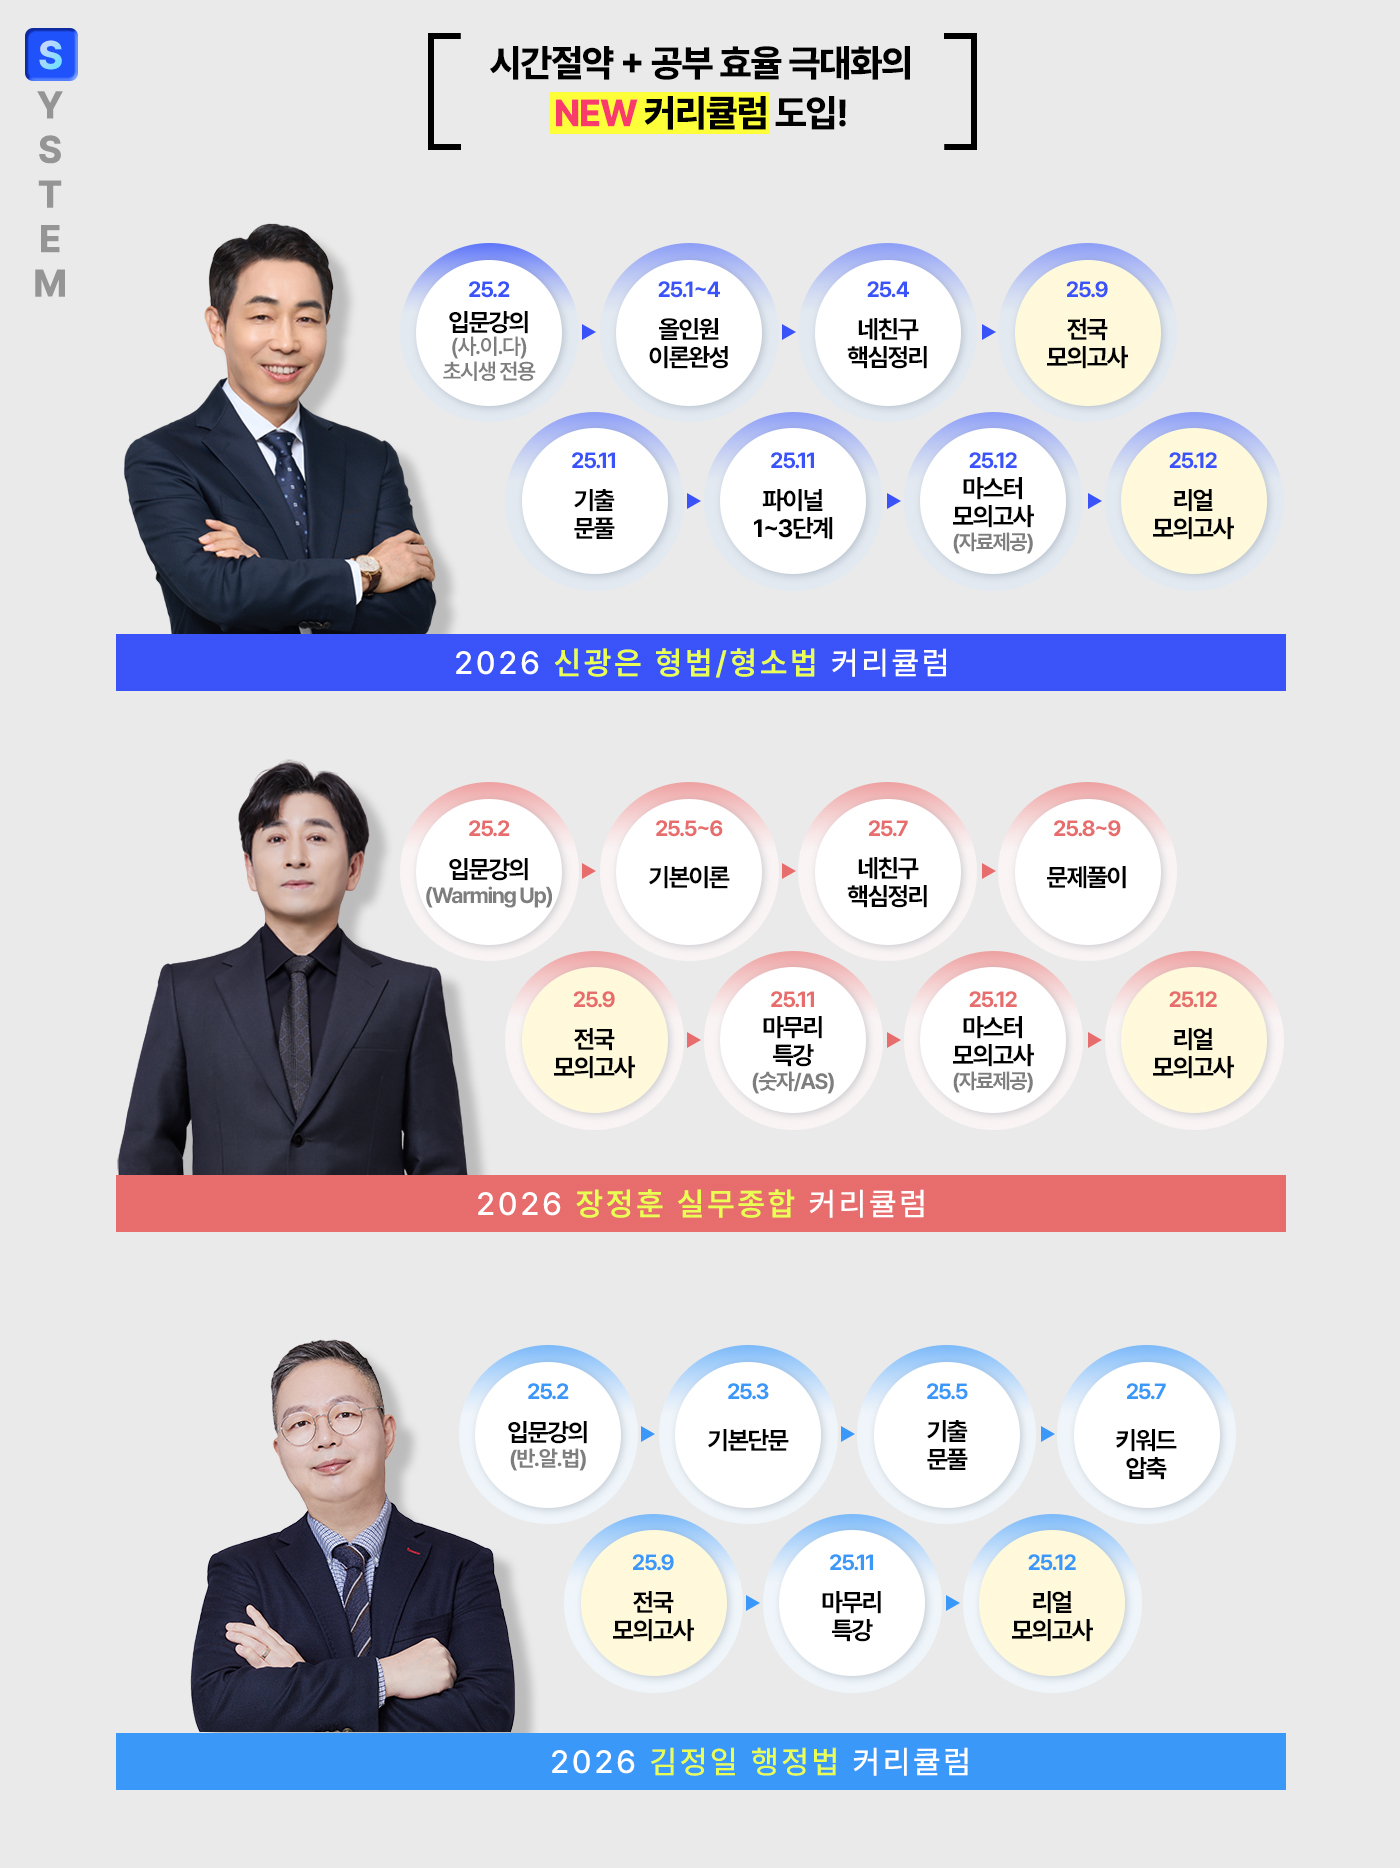 SYSTEM
시간절약 + 공부 효율 극대화의
NEW 커리큘럼 도입!
25.2
입문강의
(사.이.다)
초시생 전용
25.1~4
올인원
이론완성
25.4
네친구
핵심정리
25.9
전국
모의고사
25.11
기출
문풀
25.11
파이널
1~3단계
25.12
마스터
모의고사
(자료제공)
25.12
리얼
모의고사
2026 신광은 형법/형소법 커리큘럼
25.2
입문강의
(Warming Up)
25.5~6
기본이론
25.7
네친구
핵심정리
25.8~9
문제풀이
25.9
전국
모의고사
25.11
마무리
특강
(숫자/AS)
25.12
마스터
모의고사
(자료제공)
25.12
리얼
모의고사
2026 장정훈 실무종합 커리큘럼
25.2
입문강의
(반.알.법)
25.3
기본단문
25.5
기출
문풀
25.7
키워드
압축
25.9
전국
모의고사
25.11
마무리
특강
25.12
리얼
모의고사
2026 김정일 행정법 커리큘럼